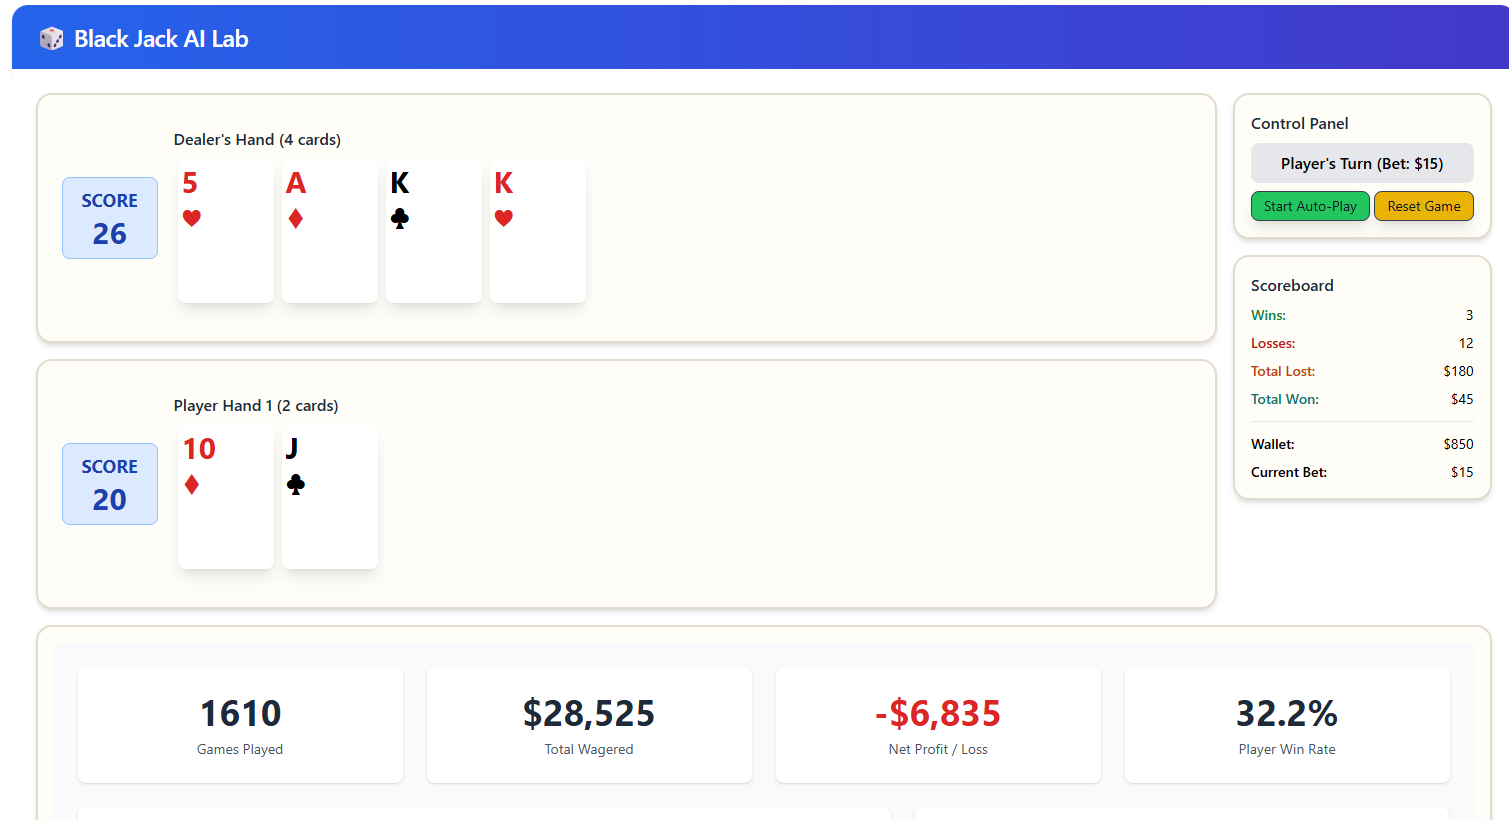 Black Jack AI Lab
Dealer's Hand (4 cards)
SCORE
26
5
A
K
K
Player Hand 1 (2 cards)
SCORE
20
10
J
Control Panel
Player's Turn (Bet: $15)
Start Auto-Play
Reset Game
Scoreboard
Wins: 3
Losses: 12
Total Lost: $180
Total Won: $45
Wallet: $850
Current Bet: $15
1610
Games Played
$28,525
Total Wagered
-$6,835
Net Profit / Loss
32.2%
Player Win Rate